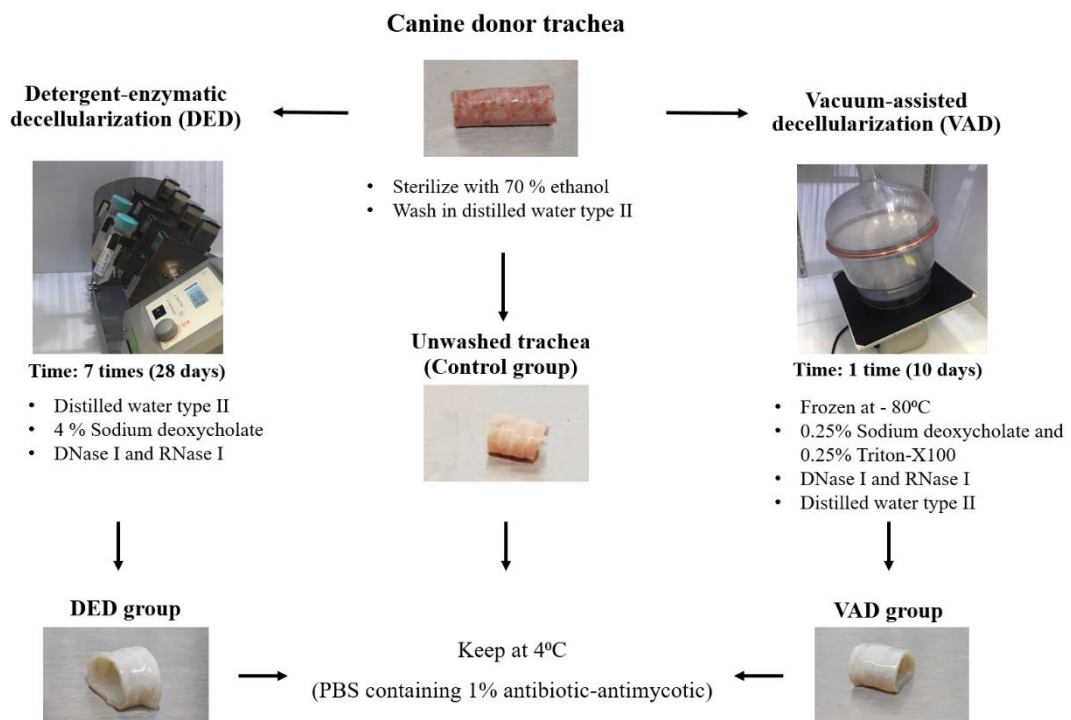 Canine donor trachea
Detergent-enzymatic
decellularization (DED)
Vacuum-assisted
decellularization (VAD)
• Sterilize with 70 % ethanol
• Wash in distilled water type II
Time: 7 times (28 days)
• Distilled water type II
• 4 % Sodium deoxycholate
• DNase I and RNase I
Unwashed trachea
(Control group)
Time: 1 time (10 days)
• Frozen at - 80⁰C
• 0.25% Sodium deoxycholate and
0.25% Triton-X100
• DNase I and RNase I
• Distilled water type II
DED group
Keep at 4⁰C
(PBS containing 1% antibiotic-antimycotic)
VAD group